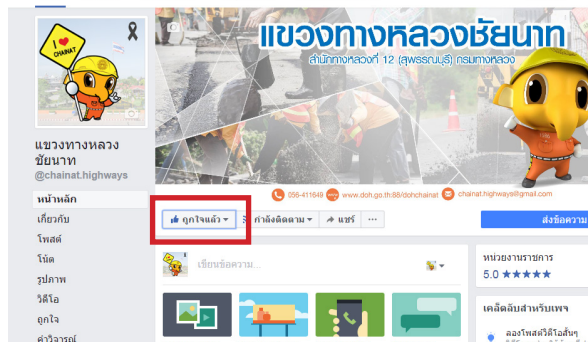 I ♥
CHAINAT
แขวงทางหลวงชัยนาท
สำนักทางหลวงที่ 12 (สุพรรณบุรี) กรมทางหลวง
056-411649 www.doh.go.th:88/dohchainat chainat.highways@gmail.com
แขวงทางหลวง
ชัยนาท
@chainat.highways
หน้าหลัก
เกี่ยวกับ
โพสต์
โน้ต
รูปภาพ
วิดีโอ
ถูกใจ
คำวิจารณ์
ถูกใจแล้ว
กำลังติดตาม
แชร์
ส่งข้อความ
เขียนข้อความ...
หน่วยงานราชการ
5.0 ★★★★★
เคล็ดลับสำหรับเพจ
ลองโพสต์วิดีโอสั้นๆ